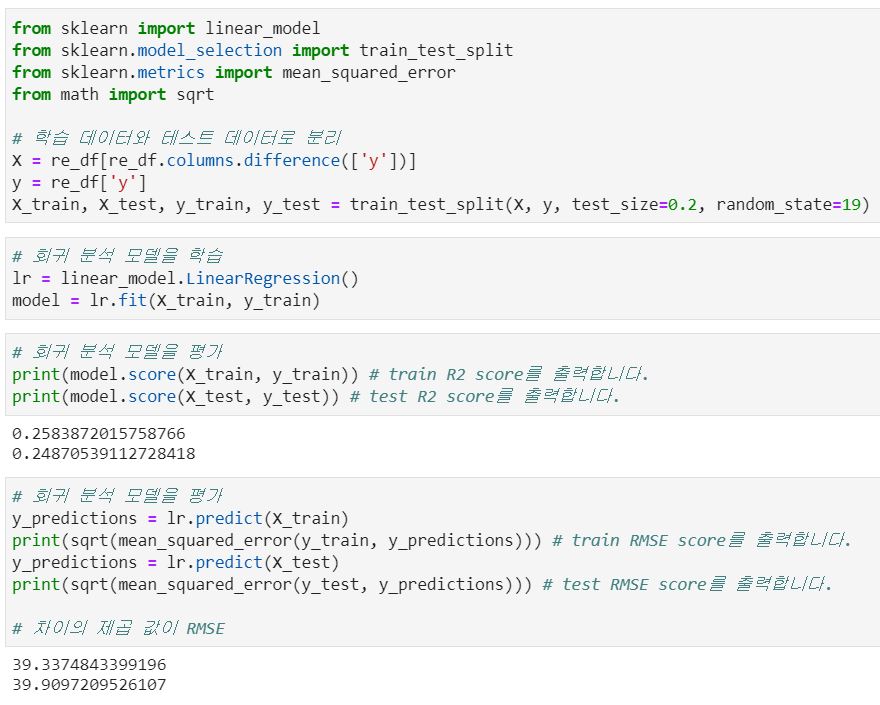 from sklearn import linear_model
from sklearn.model_selection import train_test_split
from sklearn.metrics import mean_squared_error
from math import sqrt
# 학습 데이터와 테스트 데이터로 분리
X = re_df[re_df.columns.difference(['y'])]
y = re_df['y']
X_train, X_test, y_train, y_test = train_test_split(X, y, test_size=0.2, random_state=19)
# 회귀 분석 모델을 학습
lr = linear_model.LinearRegression()
model = lr.fit(X_train, y_train)
# 회귀 분석 모델을 평가
print(model.score(X_train, y_train)) # train R2 score를 출력합니다.
print(model.score(X_test, y_test)) # test R2 score를 출력합니다.
0.2583872015758766
0.24870539112728418
# 회귀 분석 모델을 평가
y_predictions = lr.predict(X_train)
print(sqrt(mean_squared_error(y_train, y_predictions))) # train RMSE score를 출력합니다.
y_predictions = lr.predict(X_test)
print(sqrt(mean_squared_error(y_test, y_predictions))) # test RMSE score를 출력합니다.
# 차이의 제곱 값이 RMSE
39.3374843399196
39.9097209526107